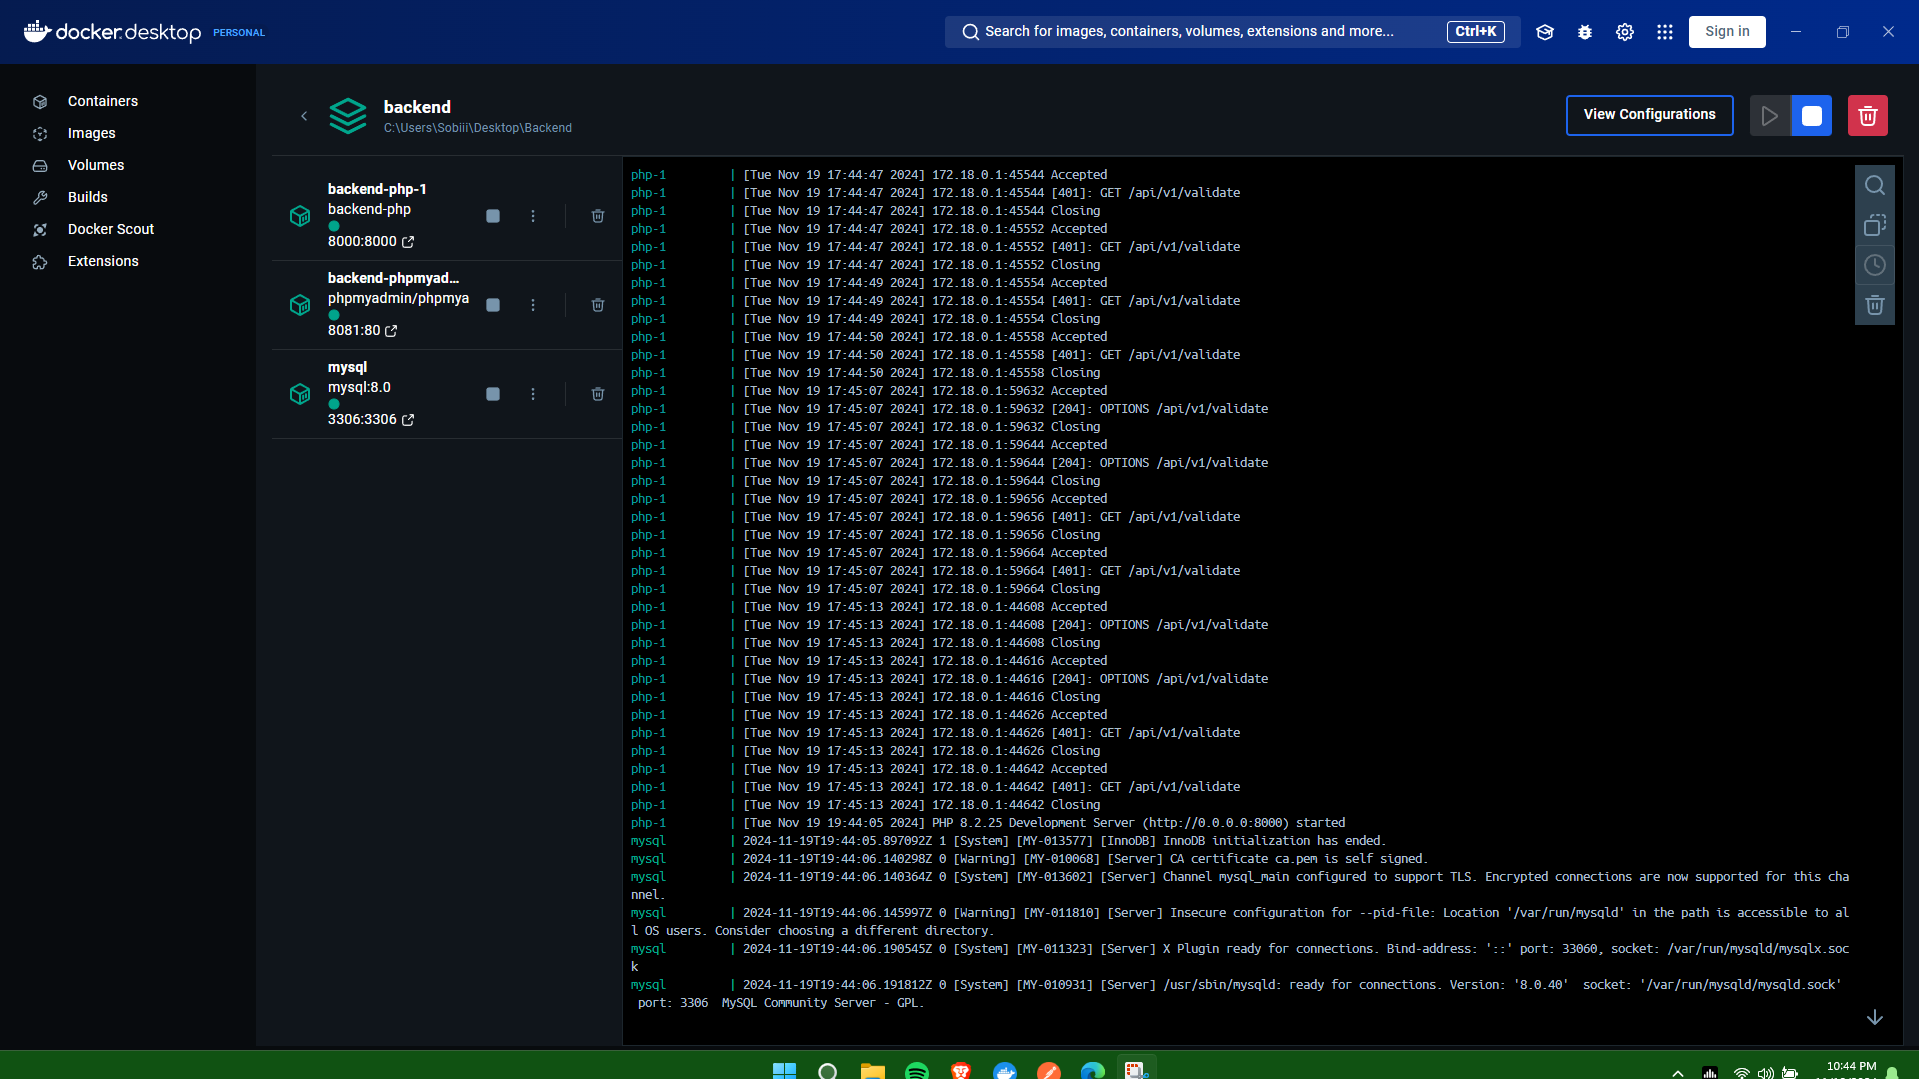 docker.desktop PERSONAL
Search for images, containers, volumes, extensions and more... Ctrl+K
Sign in
Containers
Images
Volumes
Builds
Docker Scout
Extensions
backend
C:\Users\Sobiii\Desktop\Backend
View Configurations
backend-php-1
backend-php
8000:8000
backend-phpmyad...
phpmyadmin/phpmya
8081:80
mysql
mysql:8.0
3306:3306
php-1 | [Tue Nov 19 17:44:47 2024] 172.18.0.1:45544 Accepted
php-1 | [Tue Nov 19 17:44:47 2024] 172.18.0.1:45544 [401]: GET /api/v1/validate
php-1 | [Tue Nov 19 17:44:47 2024] 172.18.0.1:45544 Closing
php-1 | [Tue Nov 19 17:44:47 2024] 172.18.0.1:45552 Accepted
php-1 | [Tue Nov 19 17:44:47 2024] 172.18.0.1:45552 [401]: GET /api/v1/validate
php-1 | [Tue Nov 19 17:44:47 2024] 172.18.0.1:45552 Closing
php-1 | [Tue Nov 19 17:44:49 2024] 172.18.0.1:45554 Accepted
php-1 | [Tue Nov 19 17:44:49 2024] 172.18.0.1:45554 [401]: GET /api/v1/validate
php-1 | [Tue Nov 19 17:44:49 2024] 172.18.0.1:45554 Closing
php-1 | [Tue Nov 19 17:44:50 2024] 172.18.0.1:45558 Accepted
php-1 | [Tue Nov 19 17:44:50 2024] 172.18.0.1:45558 [401]: GET /api/v1/validate
php-1 | [Tue Nov 19 17:44:50 2024] 172.18.0.1:45558 Closing
php-1 | [Tue Nov 19 17:45:07 2024] 172.18.0.1:59632 Accepted
php-1 | [Tue Nov 19 17:45:07 2024] 172.18.0.1:59632 [204]: OPTIONS /api/v1/validate
php-1 | [Tue Nov 19 17:45:07 2024] 172.18.0.1:59632 Closing
php-1 | [Tue Nov 19 17:45:07 2024] 172.18.0.1:59644 Accepted
php-1 | [Tue Nov 19 17:45:07 2024] 172.18.0.1:59644 [204]: OPTIONS /api/v1/validate
php-1 | [Tue Nov 19 17:45:07 2024] 172.18.0.1:59644 Closing
php-1 | [Tue Nov 19 17:45:07 2024] 172.18.0.1:59656 Accepted
php-1 | [Tue Nov 19 17:45:07 2024] 172.18.0.1:59656 [401]: GET /api/v1/validate
php-1 | [Tue Nov 19 17:45:07 2024] 172.18.0.1:59656 Closing
php-1 | [Tue Nov 19 17:45:07 2024] 172.18.0.1:59664 Accepted
php-1 | [Tue Nov 19 17:45:07 2024] 172.18.0.1:59664 [401]: GET /api/v1/validate
php-1 | [Tue Nov 19 17:45:07 2024] 172.18.0.1:59664 Closing
php-1 | [Tue Nov 19 17:45:13 2024] 172.18.0.1:44608 Accepted
php-1 | [Tue Nov 19 17:45:13 2024] 172.18.0.1:44608 [204]: OPTIONS /api/v1/validate
php-1 | [Tue Nov 19 17:45:13 2024] 172.18.0.1:44608 Closing
php-1 | [Tue Nov 19 17:45:13 2024] 172.18.0.1:44616 Accepted
php-1 | [Tue Nov 19 17:45:13 2024] 172.18.0.1:44616 [204]: OPTIONS /api/v1/validate
php-1 | [Tue Nov 19 17:45:13 2024] 172.18.0.1:44616 Closing
php-1 | [Tue Nov 19 17:45:13 2024] 172.18.0.1:44626 Accepted
php-1 | [Tue Nov 19 17:45:13 2024] 172.18.0.1:44626 [401]: GET /api/v1/validate
php-1 | [Tue Nov 19 17:45:13 2024] 172.18.0.1:44626 Closing
php-1 | [Tue Nov 19 17:45:13 2024] 172.18.0.1:44642 Accepted
php-1 | [Tue Nov 19 17:45:13 2024] 172.18.0.1:44642 [401]: GET /api/v1/validate
php-1 | [Tue Nov 19 17:45:13 2024] 172.18.0.1:44642 Closing
php-1 | [Tue Nov 19 19:44:05 2024] PHP 8.2.25 Development Server (http://0.0.0.0:8000) started
mysql | 2024-11-19T19:44:05.897092Z 1 [System] [MY-013577] [InnoDB] InnoDB initialization has ended.
mysql | 2024-11-19T19:44:06.140298Z 0 [Warning] [MY-010068] [Server] CA certificate ca.pem is self signed.
mysql | 2024-11-19T19:44:06.140364Z 0 [System] [MY-013602] [Server] Channel mysql_main configured to support TLS. Encrypted connections are now supported for this cha
nnel.
mysql | 2024-11-19T19:44:06.145997Z 0 [Warning] [MY-011810] [Server] Insecure configuration for --pid-file: Location '/var/run/mysqld' in the path is accessible to al
l OS users. Consider choosing a different directory.
mysql | 2024-11-19T19:44:06.190545Z 0 [System] [MY-011323] [Server] X Plugin ready for connections. Bind-address: '::' port: 33060, socket: /var/run/mysqld/mysqlx.soc
k
mysql | 2024-11-19T19:44:06.191812Z 0 [System] [MY-010931] [Server] /usr/sbin/mysqld: ready for connections. Version: '8.0.40'  socket: '/var/run/mysqld/mysqld.sock'
port: 3306  MySQL Community Server - GPL.
10:44 PM